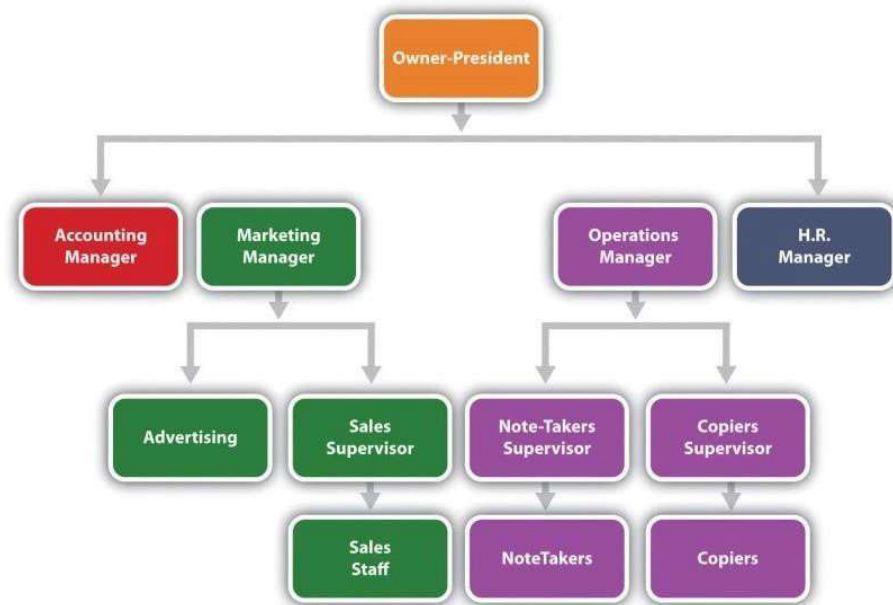 Owner-President
Accounting
Manager
Marketing
Manager
Operations
Manager
H.R.
Manager
Advertising
Sales
Supervisor
Note-Takers
Supervisor
Copiers
Supervisor
Sales
Staff
NoteTakers
Copiers